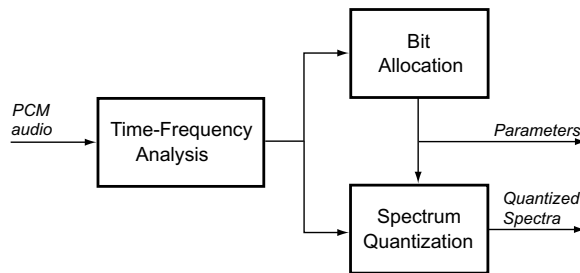 Bit
Allocation
PCM
audio
Time-Frequency
Analysis
Parameters
Spectrum
Quantization
Quantized
Spectra